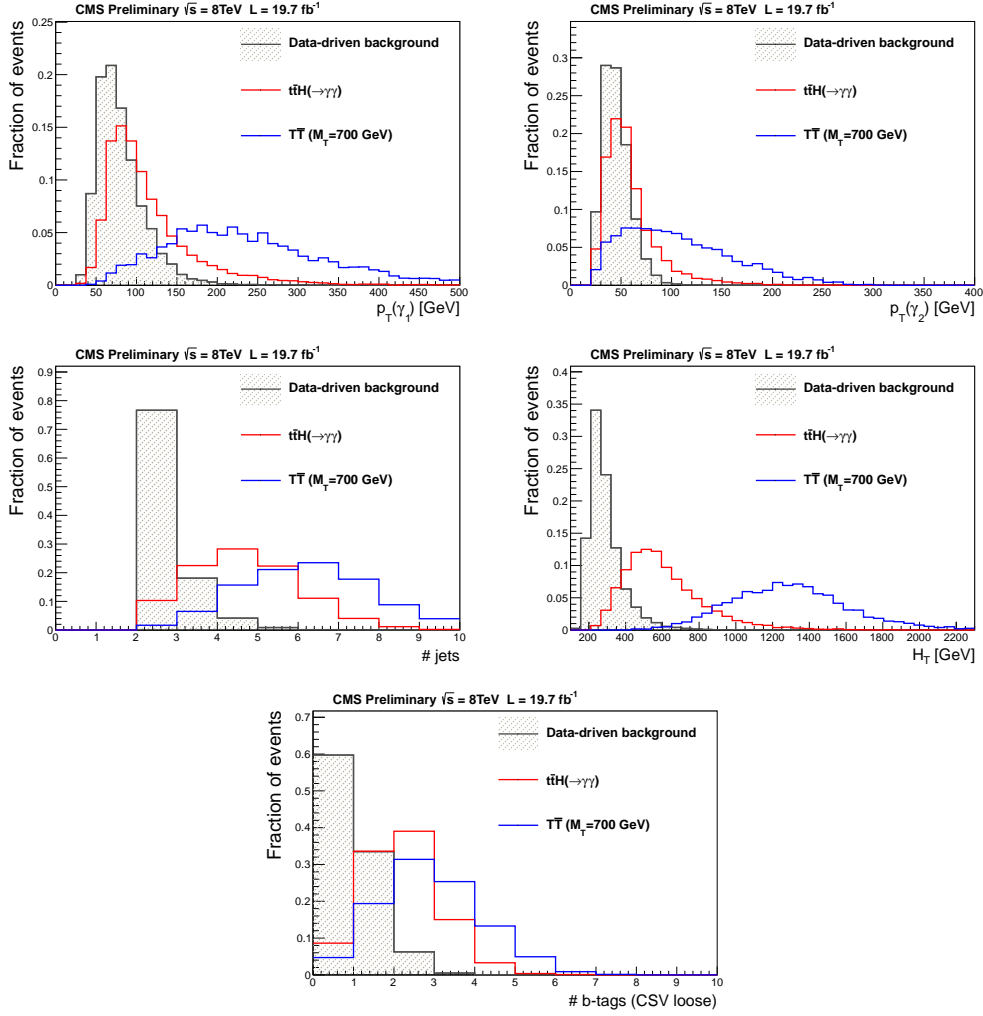 CMS Preliminary √s = 8TeV L = 19.7 fb⁻¹
Fraction of events
0.25
0.2
0.15
0.1
0.05
0
Data-driven background
tt̄H(→γγ)
TT̄ (M_T=700 GeV)
0 50 100 150 200 250 300 350 400 450 500
p_T(γ_1) [GeV]
CMS Preliminary √s = 8TeV L = 19.7 fb⁻¹
Fraction of events
0.35
0.3
0.25
0.2
0.15
0.1
0.05
0
Data-driven background
tt̄H(→γγ)
TT̄ (M_T=700 GeV)
0 50 100 150 200 250 300 350 400
p_T(γ_2) [GeV]
CMS Preliminary √s = 8TeV L = 19.7 fb⁻¹
Fraction of events
0.9
0.8
0.7
0.6
0.5
0.4
0.3
0.2
0.1
0
Data-driven background
tt̄H(→γγ)
TT̄ (M_T=700 GeV)
0 1 2 3 4 5 6 7 8 9 10
# jets
CMS Preliminary √s = 8TeV L = 19.7 fb⁻¹
Fraction of events
0.4
0.35
0.3
0.25
0.2
0.15
0.1
0.05
0
Data-driven background
tt̄H(→γγ)
TT̄ (M_T=700 GeV)
200 400 600 800 1000 1200 1400 1600 1800 2000 2200
H_T [GeV]
CMS Preliminary √s = 8TeV L = 19.7 fb⁻¹
Fraction of events
0.7
0.6
0.5
0.4
0.3
0.2
0.1
0
Data-driven background
tt̄H(→γγ)
TT̄ (M_T=700 GeV)
0 1 2 3 4 5 6 7 8 9 10
# b-tags (CSV loose)